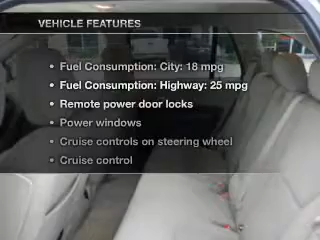 VEHICLE FEATURES
• Fuel Consumption: City: 18 mpg
• Fuel Consumption: Highway: 25 mpg
• Remote power door locks
• Power windows
• Cruise controls on steering wheel
• Cruise control